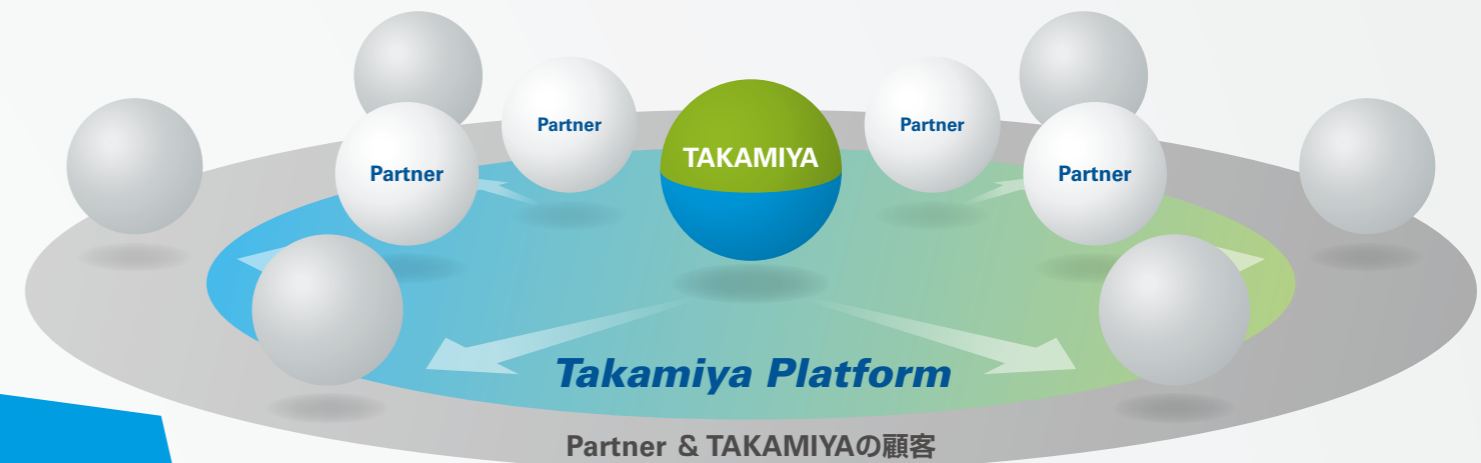 Partner
Partner
TAKAMIYA
Partner
Partner
Takamiya Platform
Partner & TAKAMIYAの顧客